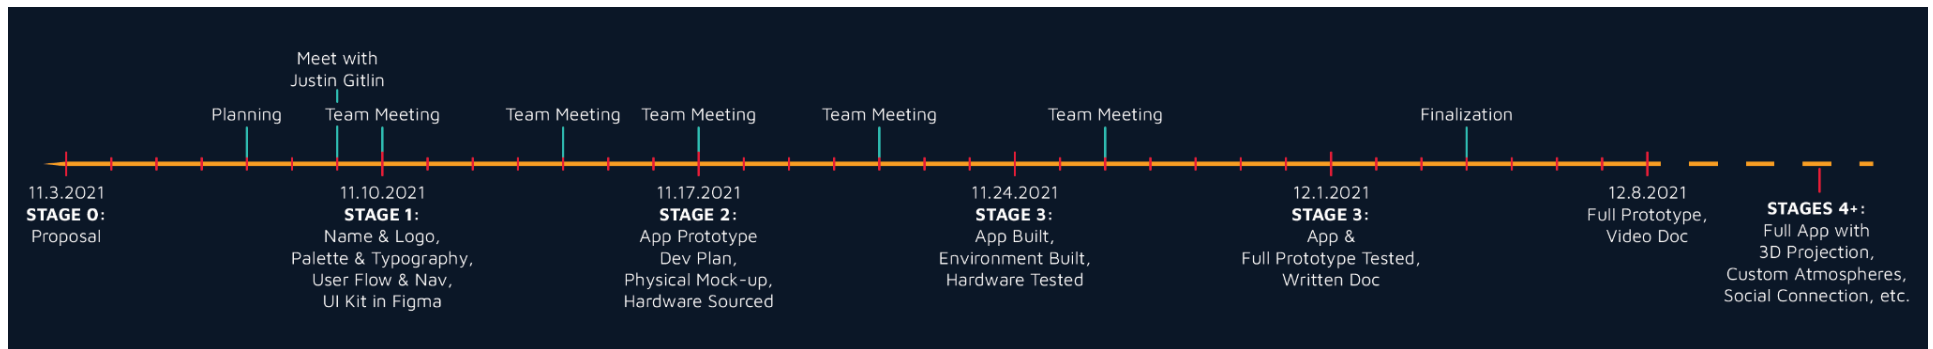 Meet with
Justin Gitlin
Planning
Team Meeting
Team Meeting
Team Meeting
Team Meeting
Team Meeting
Finalization
11.3.2021
STAGE 0:
Proposal
11.10.2021
STAGE 1:
Name & Logo,
Palette & Typography,
User Flow & Nav,
UI Kit in Figma
11.17.2021
STAGE 2:
App Prototype
Dev Plan,
Physical Mock-up,
Hardware Sourced
11.24.2021
STAGE 3:
App Built,
Environment Built,
Hardware Tested
12.1.2021
STAGE 3:
App &
Full Prototype Tested,
Written Doc
12.8.2021
Full Prototype,
Video Doc
STAGES 4+:
Full App with
3D Projection,
Custom Atmospheres,
Social Connection, etc.